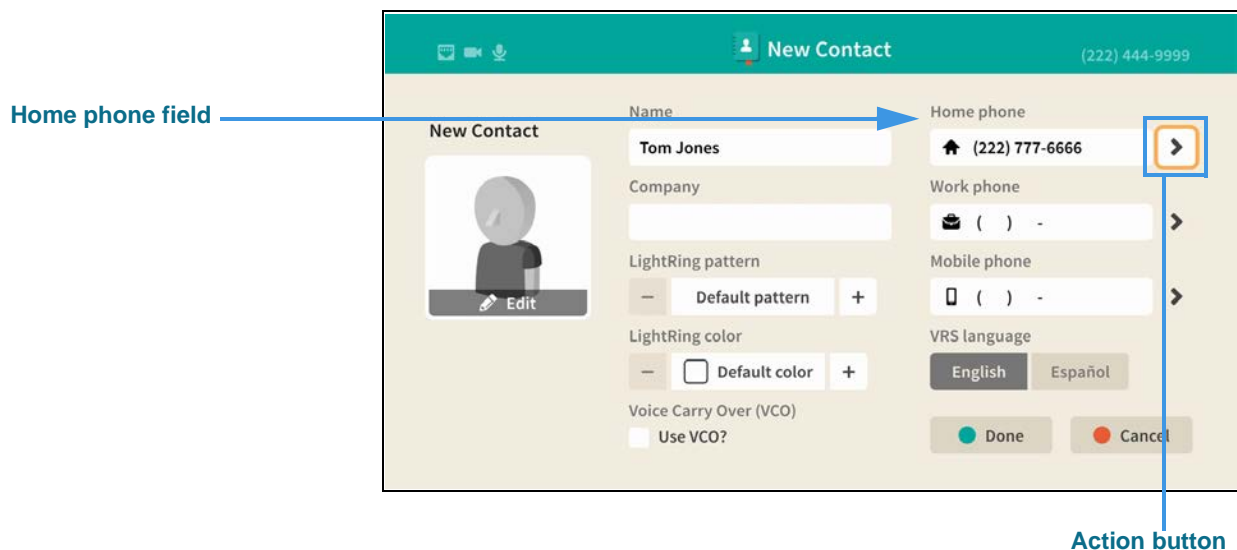 New Contact
(222) 444-9999
Home phone field
New Contact
Edit
Name
Tom Jones
Company
LightRing pattern
− Default pattern +
LightRing color
− Default color +
Voice Carry Over (VCO)
Use VCO?
Home phone
(222) 777-6666
Work phone
( ) -
Mobile phone
( ) -
VRS language
English Español
Done Cancel
Action button